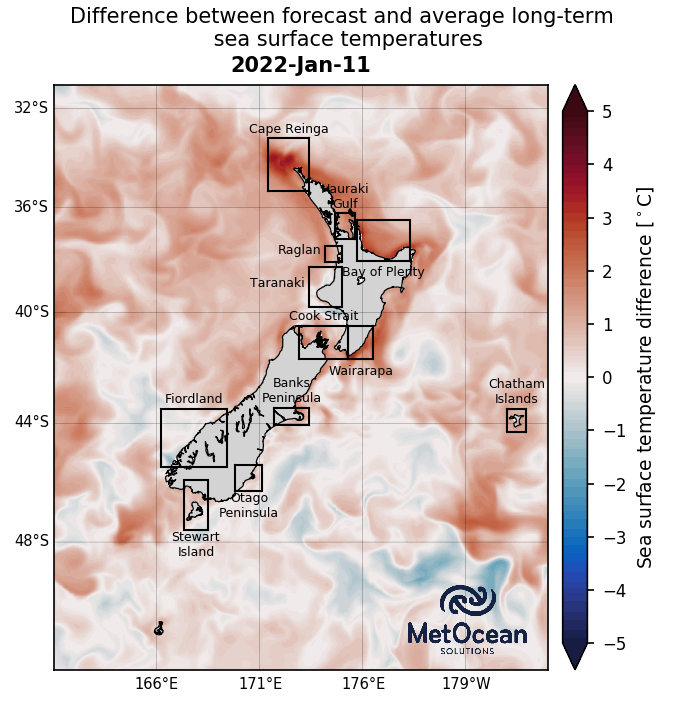 Difference between forecast and average long-term
sea surface temperatures
2022-Jan-11
32°S
36°S
40°S
44°S
48°S
166°E
171°E
176°E
179°W
Cape Reinga
Hauraki
Gulf
Raglan
Bay of Plenty
Taranaki
Cook Strait
Wairarapa
Banks
Peninsula
Chatham
Islands
Fiordland
Otago
Peninsula
Stewart
Island
MetOcean
SOLUTIONS
5
4
3
2
1
0
−1
−2
−3
−4
−5
Sea surface temperature difference [°C]